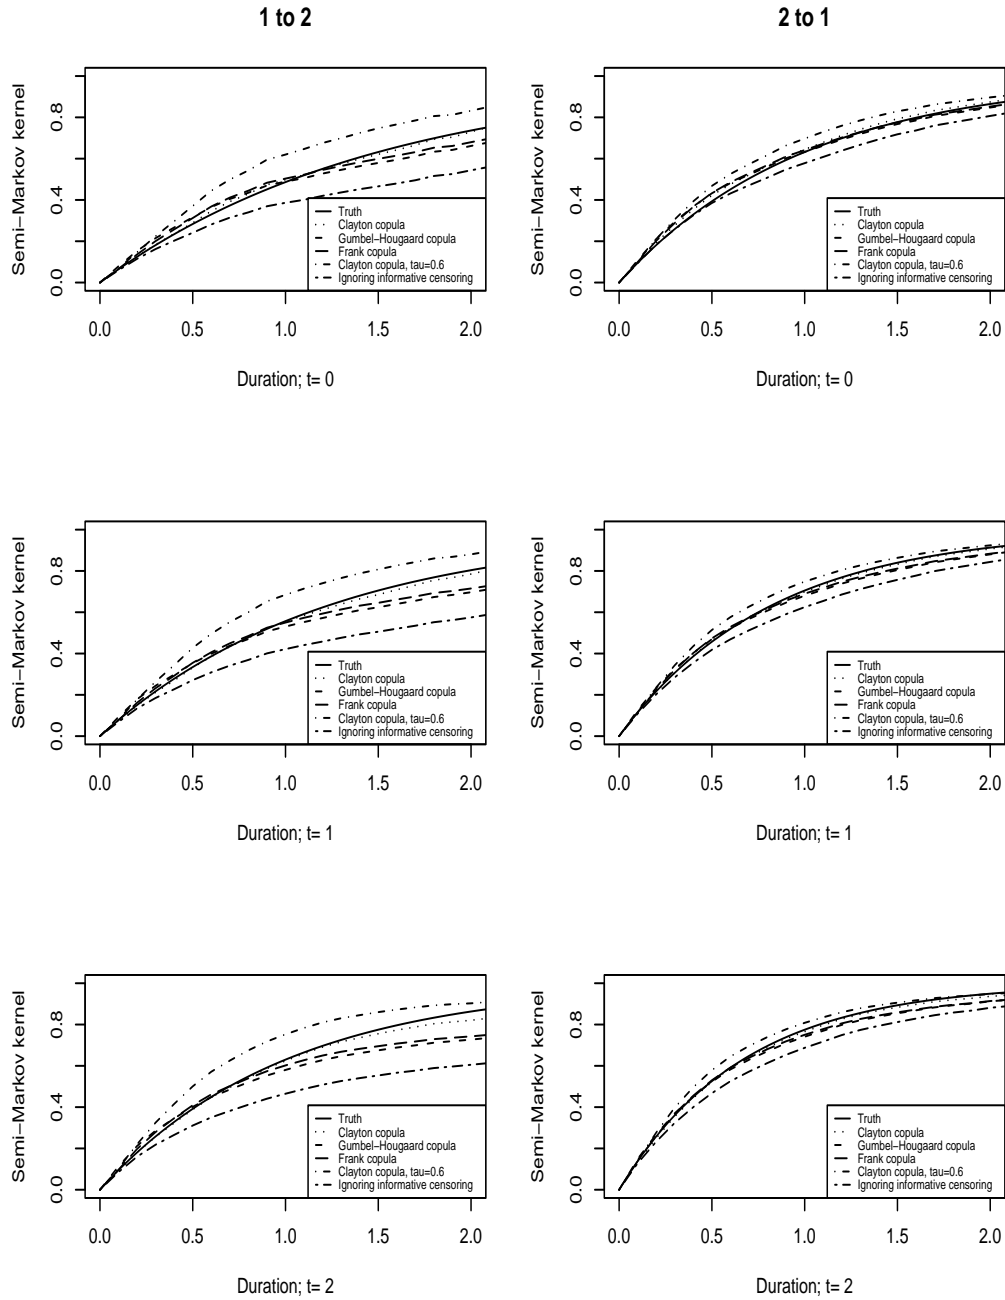 1 to 2
2 to 1
Semi−Markov kernel
0.0 0.4 0.8
Truth
Clayton copula
Gumbel−Hougaard copula
Frank copula
Clayton copula, tau=0.6
Ignoring informative censoring
0.0 0.5 1.0 1.5 2.0
Duration; t= 0
Semi−Markov kernel
0.0 0.4 0.8
Truth
Clayton copula
Gumbel−Hougaard copula
Frank copula
Clayton copula, tau=0.6
Ignoring informative censoring
0.0 0.5 1.0 1.5 2.0
Duration; t= 0
Semi−Markov kernel
0.0 0.4 0.8
Truth
Clayton copula
Gumbel−Hougaard copula
Frank copula
Clayton copula, tau=0.6
Ignoring informative censoring
0.0 0.5 1.0 1.5 2.0
Duration; t= 1
Semi−Markov kernel
0.0 0.4 0.8
Truth
Clayton copula
Gumbel−Hougaard copula
Frank copula
Clayton copula, tau=0.6
Ignoring informative censoring
0.0 0.5 1.0 1.5 2.0
Duration; t= 1
Semi−Markov kernel
0.0 0.4 0.8
Truth
Clayton copula
Gumbel−Hougaard copula
Frank copula
Clayton copula, tau=0.6
Ignoring informative censoring
0.0 0.5 1.0 1.5 2.0
Duration; t= 2
Semi−Markov kernel
0.0 0.4 0.8
Truth
Clayton copula
Gumbel−Hougaard copula
Frank copula
Clayton copula, tau=0.6
Ignoring informative censoring
0.0 0.5 1.0 1.5 2.0
Duration; t= 2